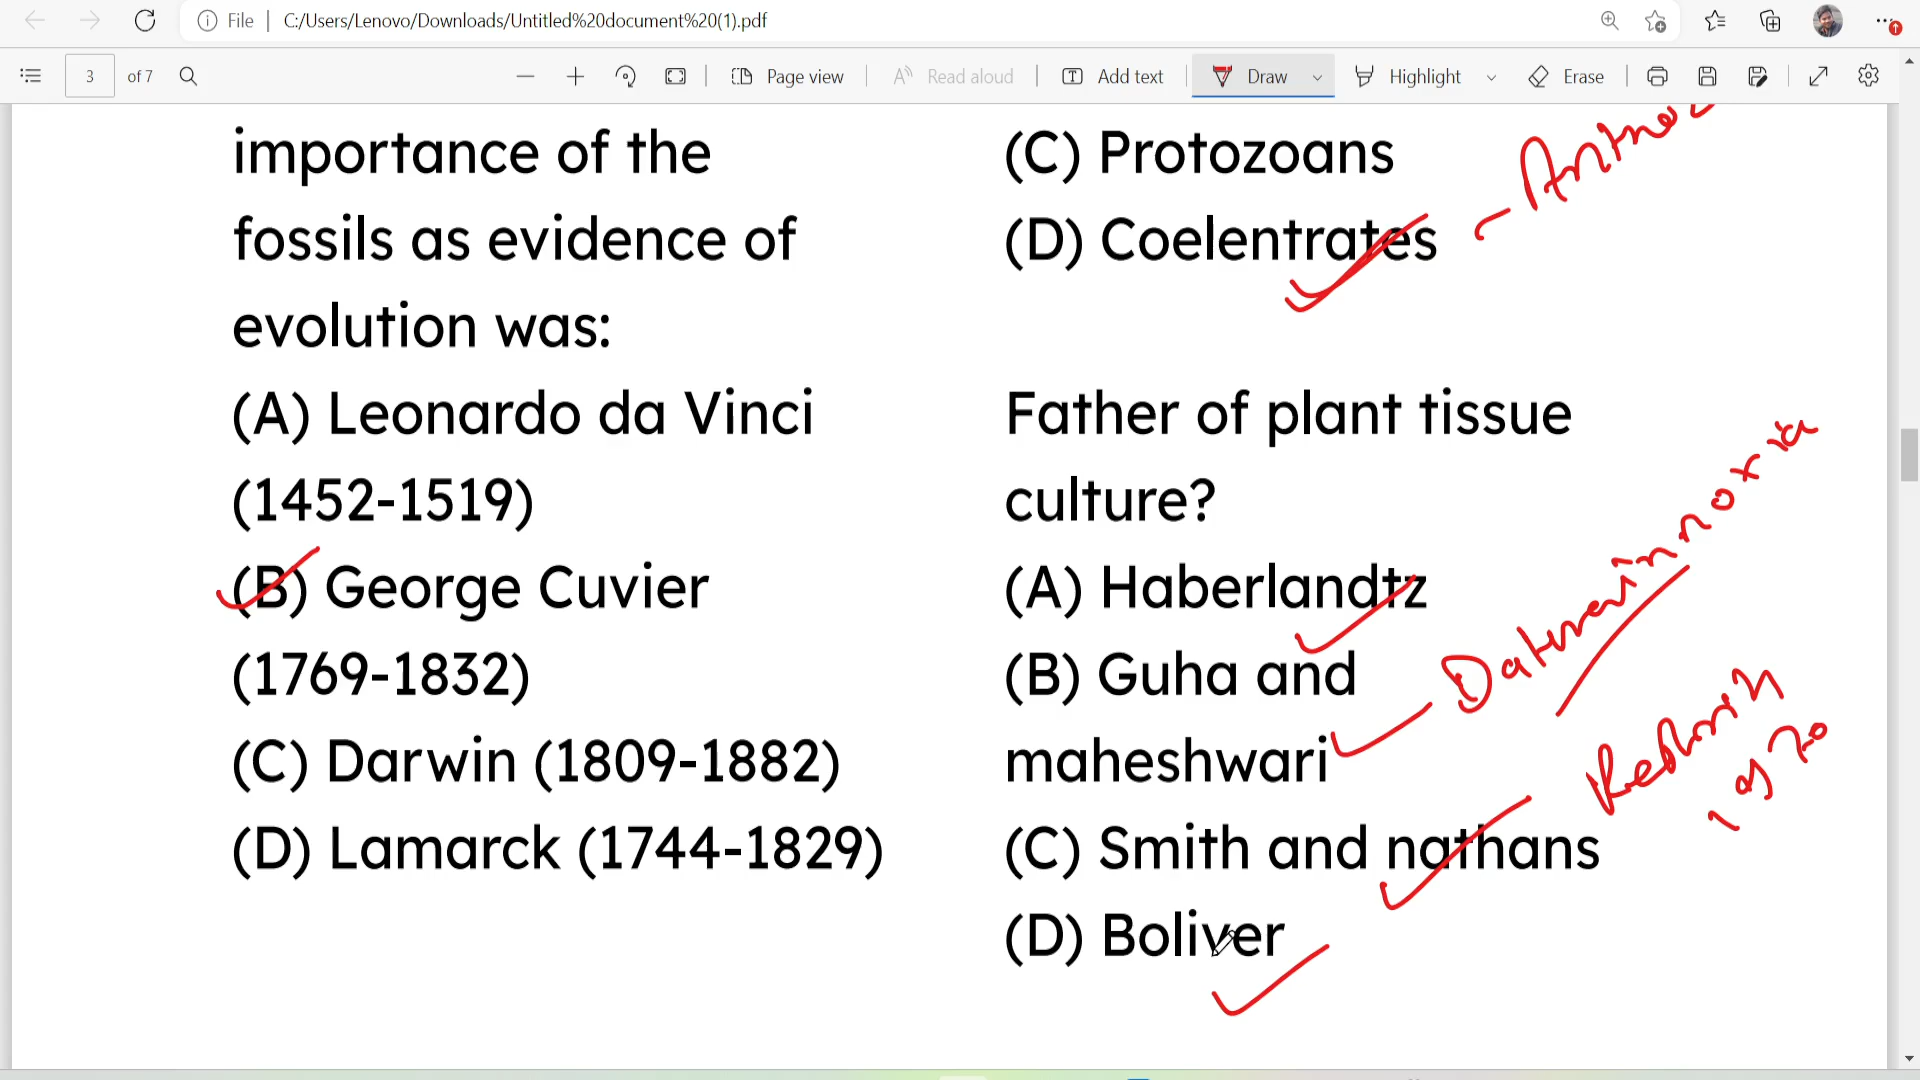 File | C:/Users/Lenovo/Downloads/Untitled%20document%20(1).pdf
3 of 7 Page view Read aloud Add text Draw Highlight Erase
importance of the
fossils as evidence of
evolution was:
(A) Leonardo da Vinci
(1452-1519)
(B) George Cuvier
(1769-1832)
(C) Darwin (1809-1882)
(D) Lamarck (1744-1829)
(C) Protozoans
(D) Coelentrates
Father of plant tissue
culture?
(A) Haberlandtz
(B) Guha and
maheshwari
Datura innoxia
(C) Smith and nathans
1970
(D) Boliver